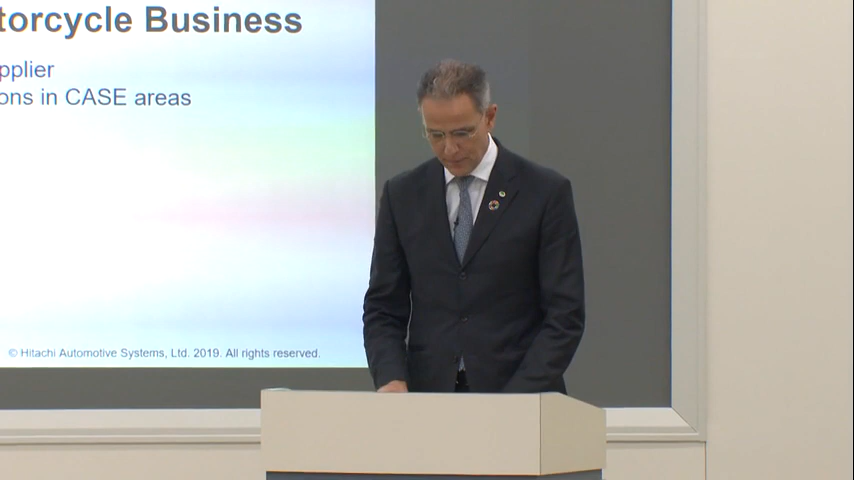 torcycle Business
pplier
ons in CASE areas
© Hitachi Automotive Systems, Ltd. 2019. All rights reserved.